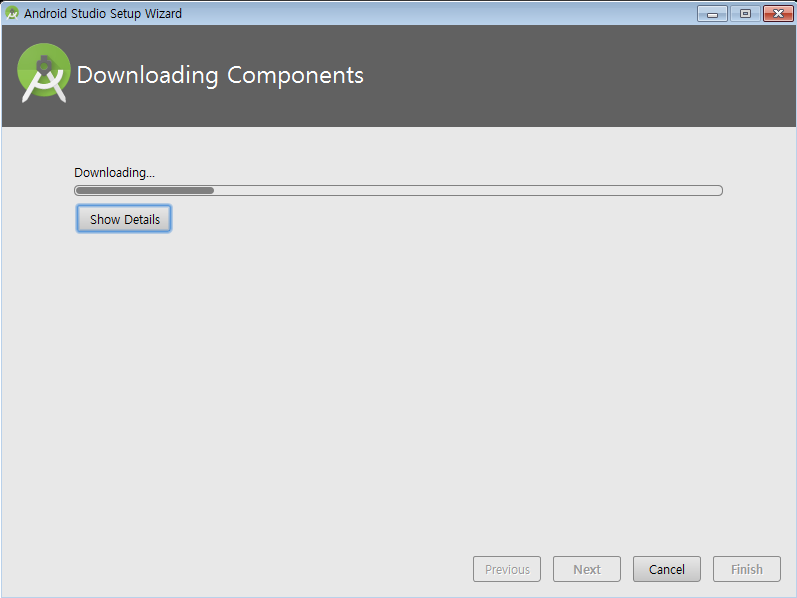 Android Studio Setup Wizard
Downloading Components
Downloading...
Show Details
Previous
Next
Cancel
Finish